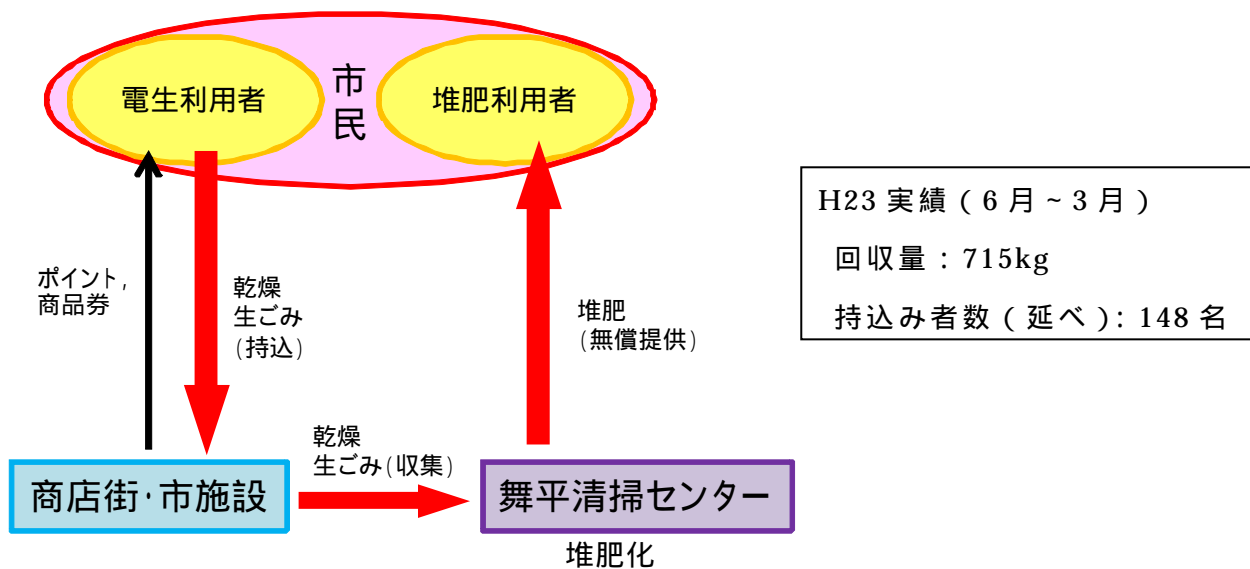 電生利用者
市
民
堆肥利用者
ポイント,
商品券
乾燥
生ごみ
(持込)
堆肥
(無償提供)
H23 実績 ( 6 月 ~ 3 月 )
回収量 : 715kg
持込み者数 ( 延べ ): 148 名
乾燥
生ごみ(収集)
商店街・市施設
舞平清掃センター
堆肥化